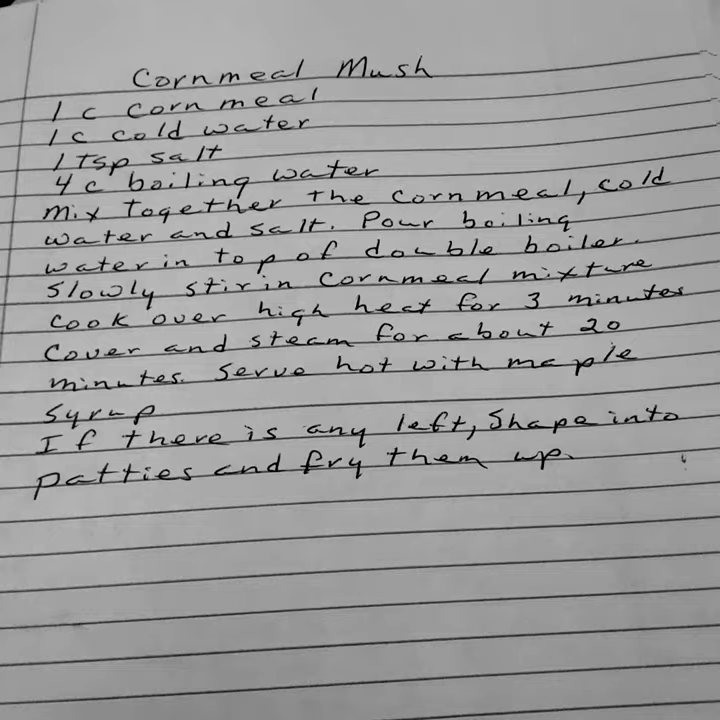 Cornmeal Mush
1 c cornmeal
1 c cold water
1 Tsp salt
4 c boiling water
Mix together the cornmeal, cold
water and salt. Pour boiling
water in top of double boiler.
Slowly stir in cornmeal mixture
Cook over high heat for 3 minutes
Cover and steam for about 20
minutes. Serve hot with maple
Syrup
If there is any left, Shape into
patties and fry them up.